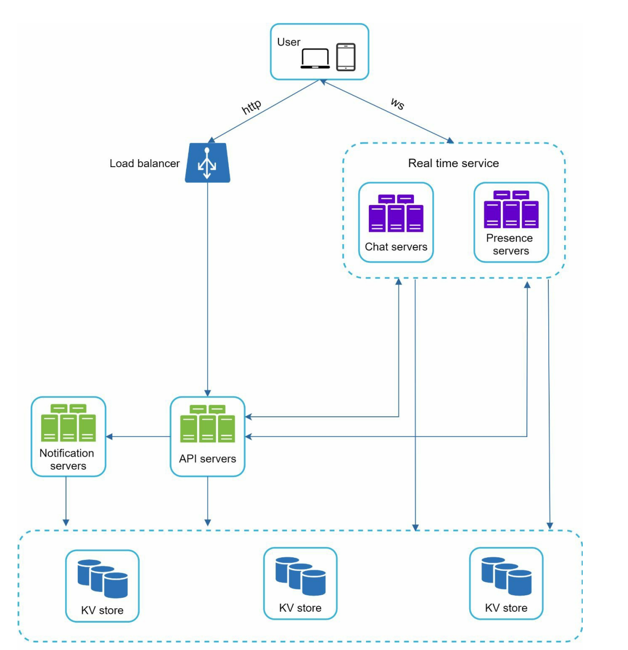 User
http
ws
Load balancer
Real time service
Chat servers
Presence
servers
Notification
servers
API servers
KV store
KV store
KV store